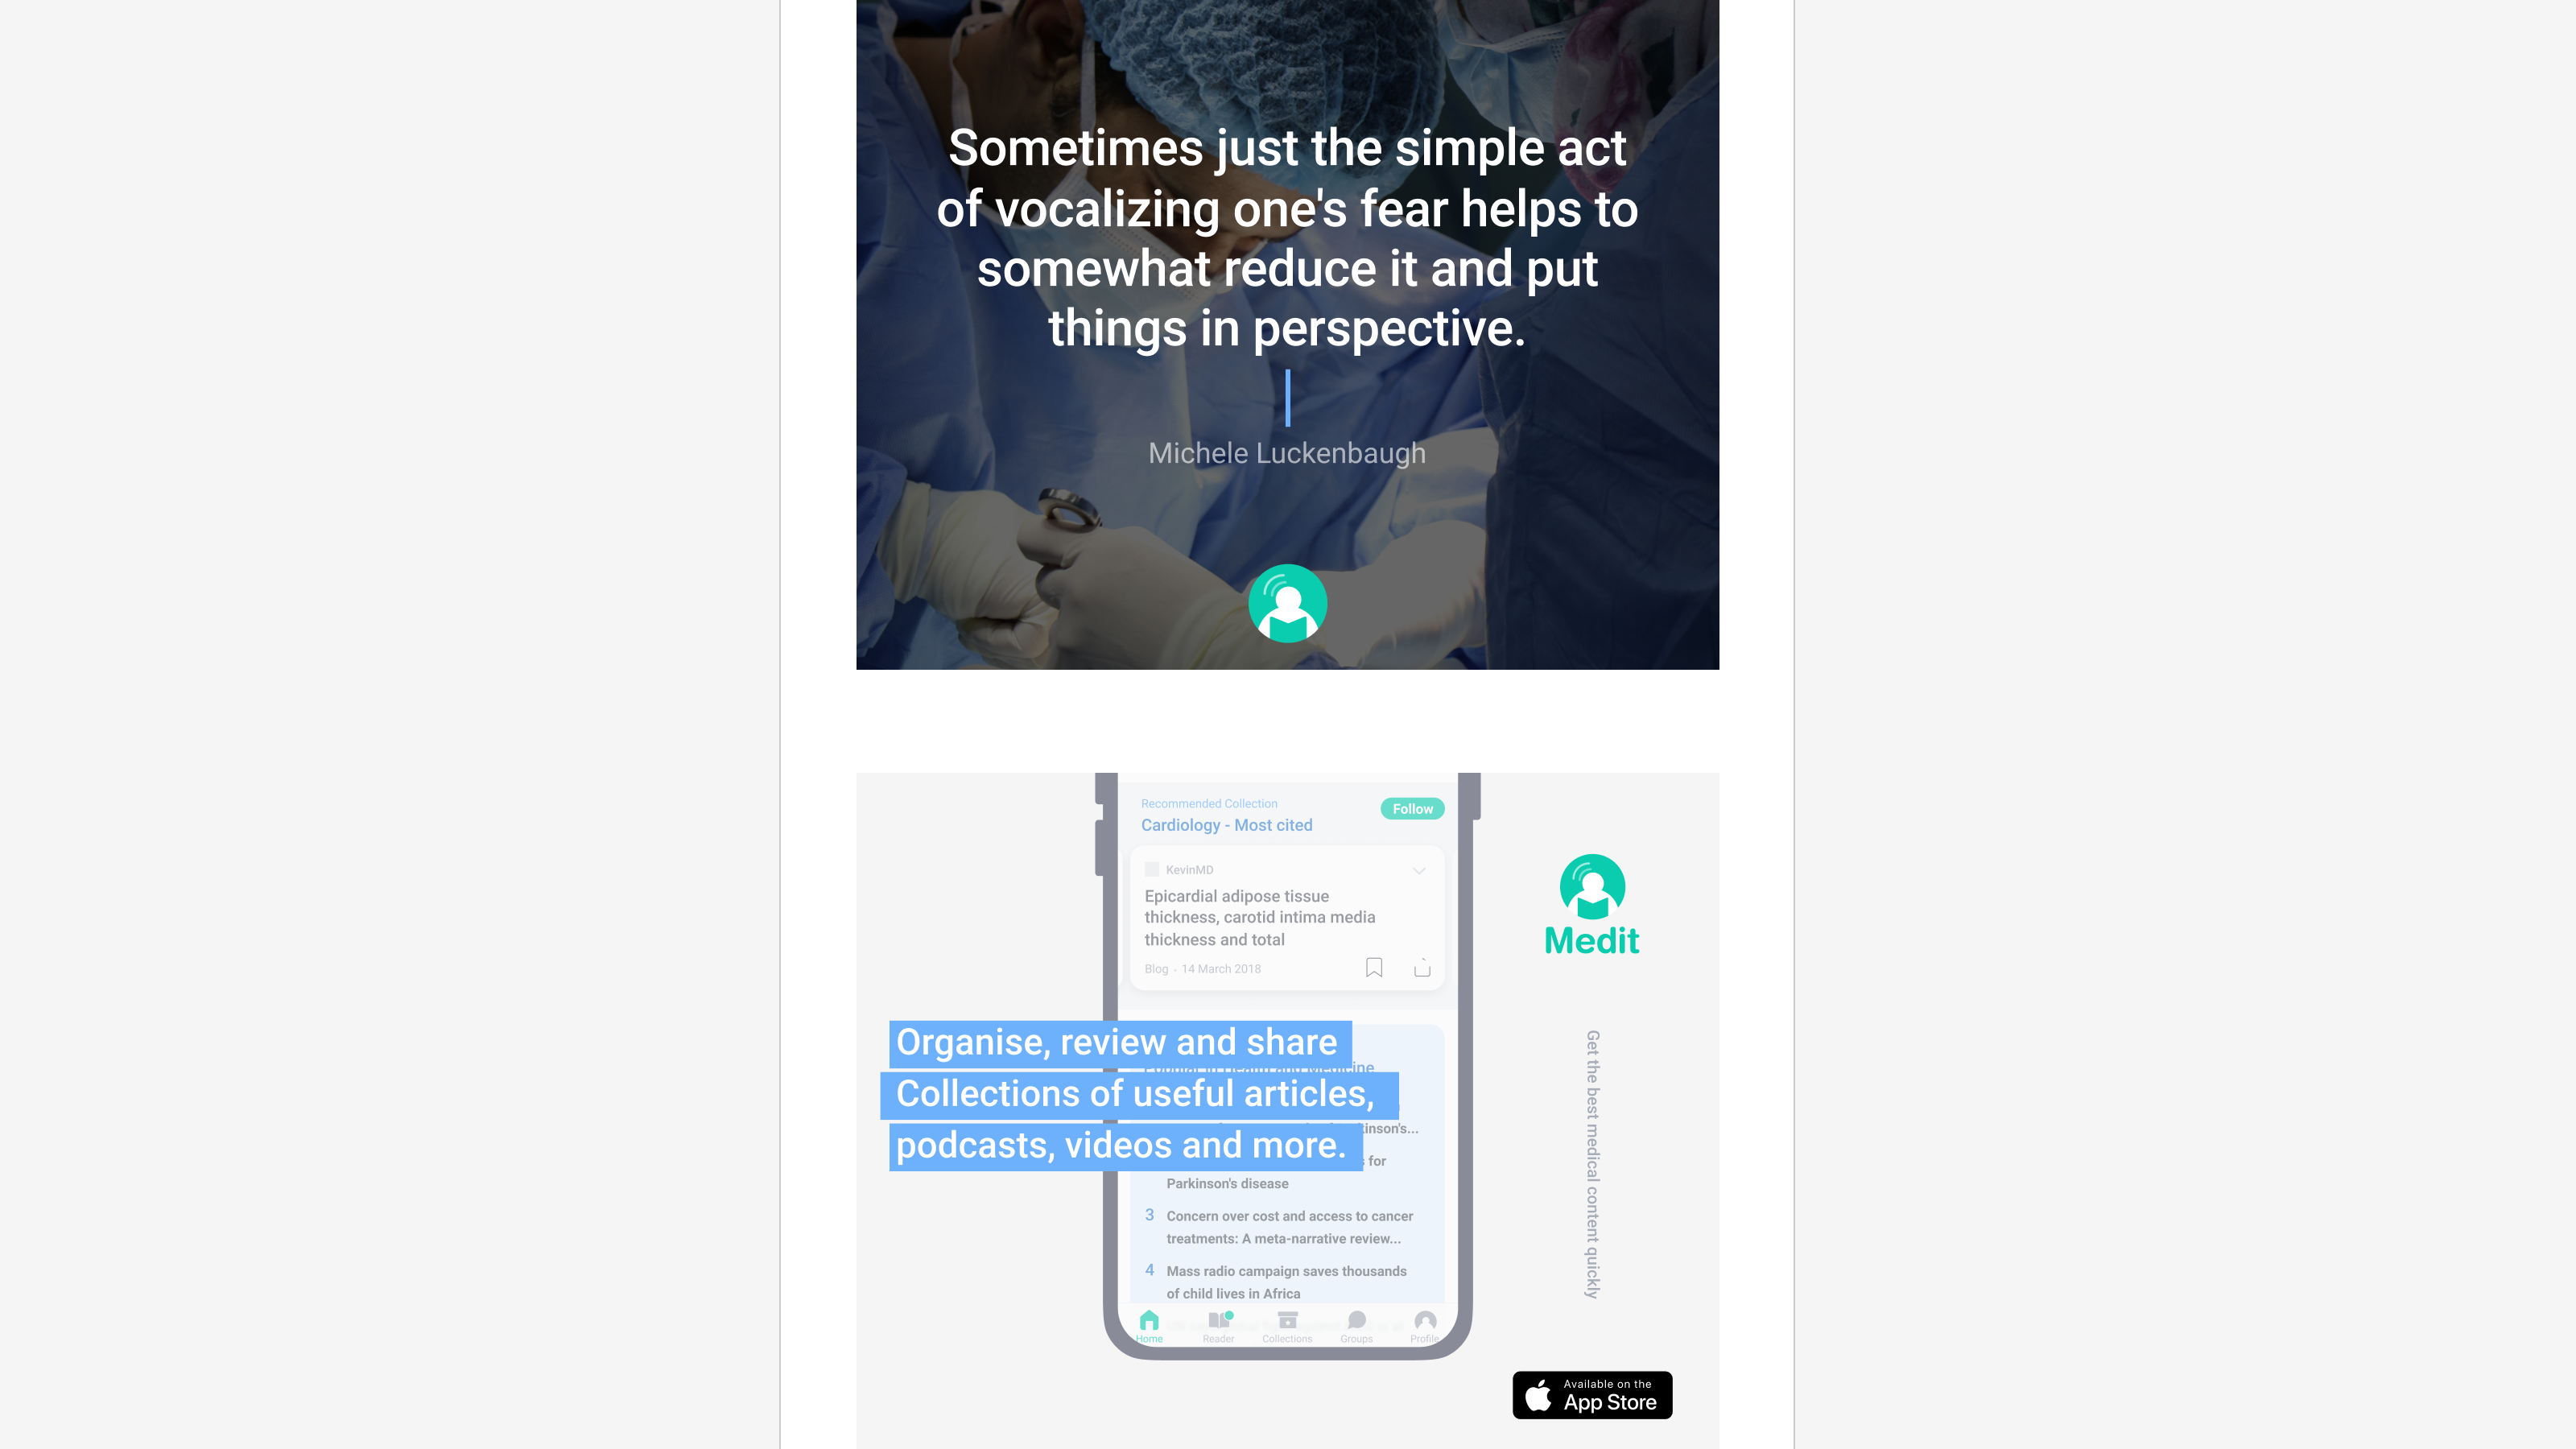 Sometimes just the simple act
of vocalizing one's fear helps to
somewhat reduce it and put
things in perspective.
Michele Luckenbaugh
Recommended Collection
Cardiology - Most cited
Follow
KevinMD
Epicardial adipose tissue
thickness, carotid intima media
thickness and total
Blog - 14 March 2018
Medit
Get the best medical content quickly
Organise, review and share
Collections of useful articles,
podcasts, videos and more.
Popular in Health and Medicine
for
Parkinson's disease
3 Concern over cost and access to cancer
treatments: A meta-narrative review...
4 Mass radio campaign saves thousands
of child lives in Africa
Home
Reader
Collections
Groups
Profile
Available on the
App Store